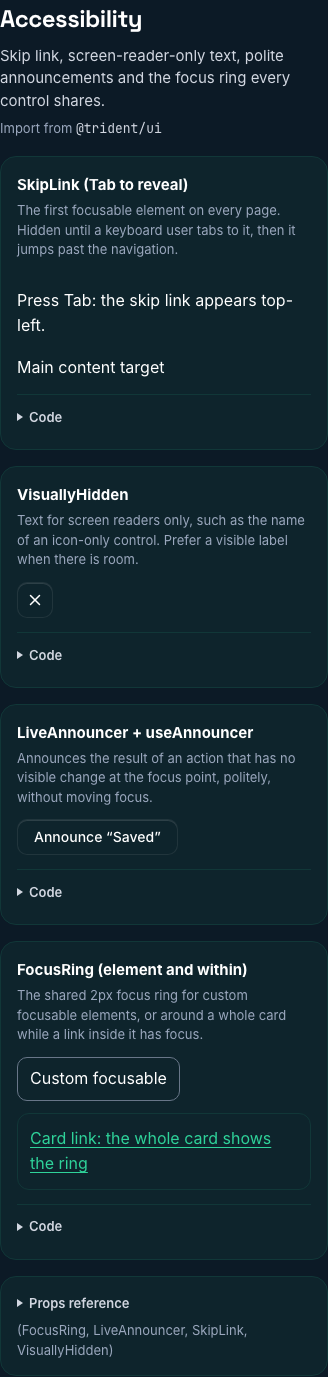 Accessibility
Skip link, screen-reader-only text, polite
announcements and the focus ring every
control shares.
Import from @trident/ui
SkipLink (Tab to reveal)
The first focusable element on every page.
Hidden until a keyboard user tabs to it, then it
jumps past the navigation.
Press Tab: the skip link appears top-
left.
Main content target
Code
VisuallyHidden
Text for screen readers only, such as the name
of an icon-only control. Prefer a visible label
when there is room.
Code
LiveAnnouncer + useAnnouncer
Announces the result of an action that has no
visible change at the focus point, politely,
without moving focus.
Announce “Saved”
Code
FocusRing (element and within)
The shared 2px focus ring for custom
focusable elements, or around a whole card
while a link inside it has focus.
Custom focusable
Card link: the whole card shows
the ring
Code
Props reference
(FocusRing, LiveAnnouncer, SkipLink,
VisuallyHidden)